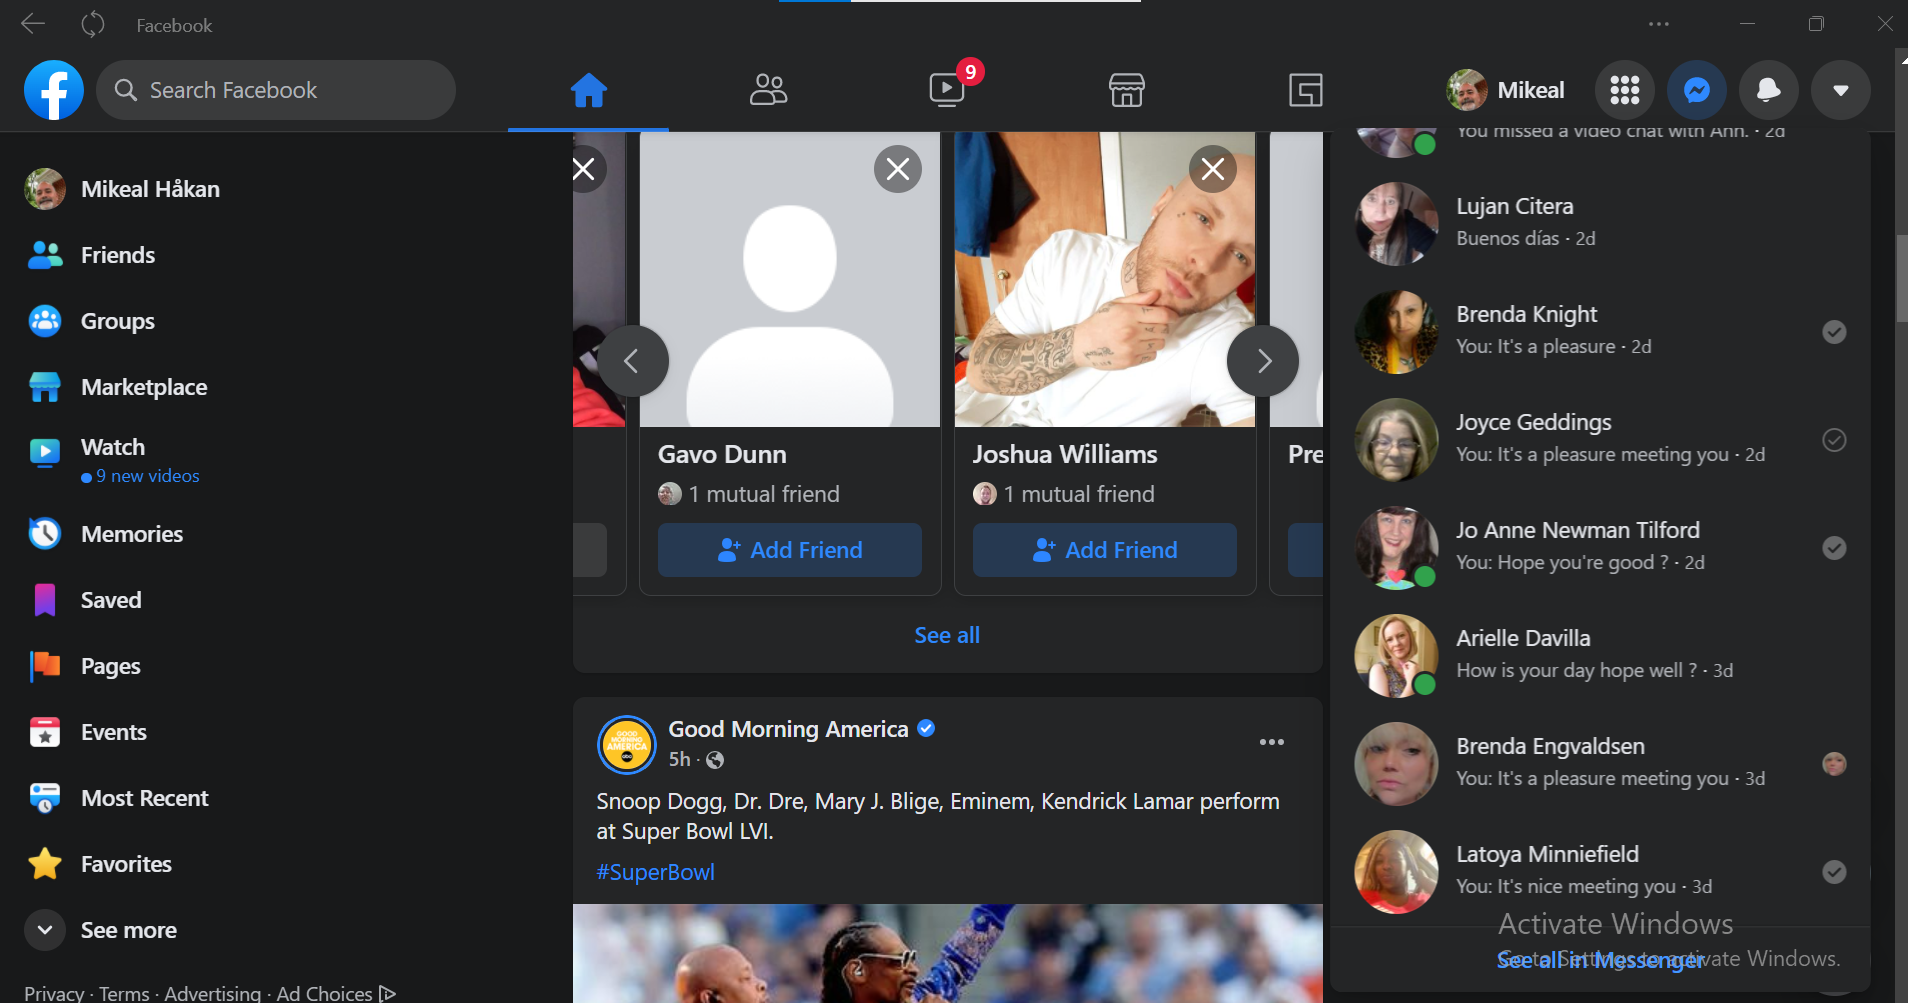 Facebook
Search Facebook
9
Mikeal
Mikeal Håkan
Friends
Groups
Marketplace
Watch
9 new videos
Memories
Saved
Pages
Events
Most Recent
Favorites
See more
Privacy · Terms · Advertising · Ad Choices
Gavo Dunn
1 mutual friend
Add Friend
Joshua Williams
1 mutual friend
Add Friend
Pre
See all
GOOD
MORNING
AMERICA
abc
Good Morning America
5h ·
Snoop Dogg, Dr. Dre, Mary J. Blige, Eminem, Kendrick Lamar perform
at Super Bowl LVI.
#SuperBowl
You missed a video chat with Ann. · 2d
Lujan Citera
Buenos días · 2d
Brenda Knight
You: It's a pleasure · 2d
Joyce Geddings
You: It's a pleasure meeting you · 2d
Jo Anne Newman Tilford
You: Hope you're good ? · 2d
Arielle Davilla
How is your day hope well ? · 3d
Brenda Engvaldsen
You: It's a pleasure meeting you · 3d
Latoya Minniefield
You: It's nice meeting you · 3d
Activate Windows
Go to Settings to activate Windows.
See all in Messenger